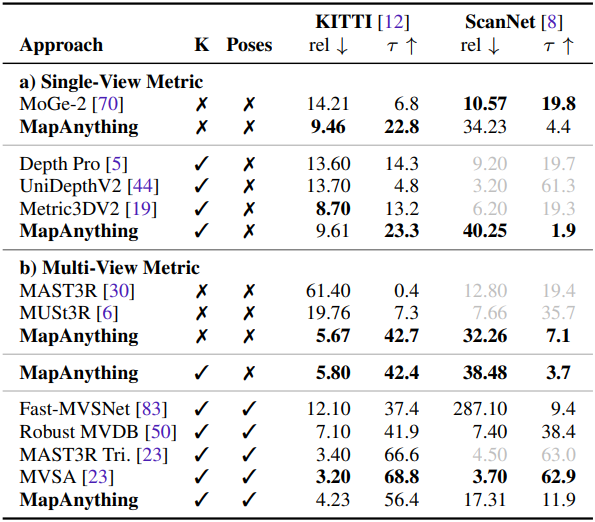 KITTI [12] ScanNet [8]
Approach K Poses rel ↓ τ ↑ rel ↓ τ ↑
a) Single-View Metric
MoGe-2 [70] ✗ ✗ 14.21 6.8 10.57 19.8
MapAnything ✗ ✗ 9.46 22.8 34.23 4.4
Depth Pro [5] ✓ ✗ 13.60 14.3 9.20 19.7
UniDepthV2 [44] ✓ ✗ 13.70 4.8 3.20 61.3
Metric3DV2 [19] ✓ ✗ 8.70 13.2 6.20 19.3
MapAnything ✓ ✗ 9.61 23.3 40.25 1.9
b) Multi-View Metric
MAST3R [30] ✗ ✗ 61.40 0.4 12.80 19.4
MUSt3R [6] ✗ ✗ 19.76 7.3 7.66 35.7
MapAnything ✗ ✗ 5.67 42.7 32.26 7.1
MapAnything ✓ ✗ 5.80 42.4 38.48 3.7
Fast-MVSNet [83] ✓ ✓ 12.10 37.4 287.10 9.4
Robust MVDB [50] ✓ ✓ 7.10 41.9 7.40 38.4
MAST3R Tri. [23] ✓ ✓ 3.40 66.6 4.50 63.0
MVSA [23] ✓ ✓ 3.20 68.8 3.70 62.9
MapAnything ✓ ✓ 4.23 56.4 17.31 11.9